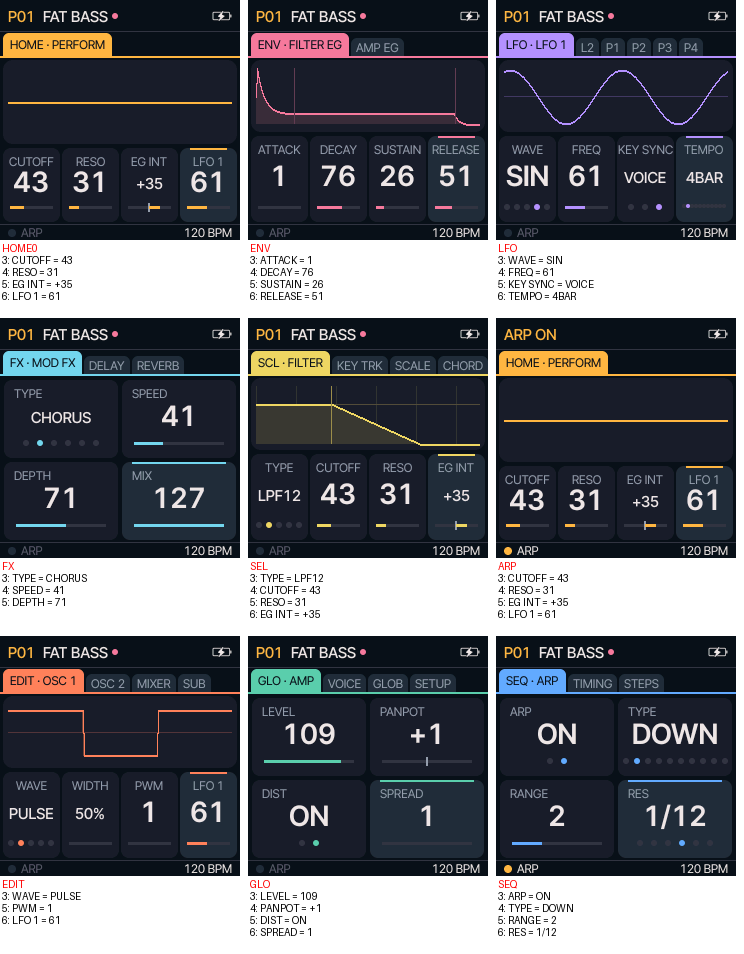 P01 FAT BASS
HOME · PERFORM
CUTOFF RESO EG INT LFO 1
43 31 +35 61
ARP 120 BPM
HOME0
3: CUTOFF = 43
4: RESO = 31
5: EG INT = +35
6: LFO 1 = 61
P01 FAT BASS
ENV · FILTER EG AMP EG
ATTACK DECAY SUSTAIN RELEASE
1 76 26 51
ARP 120 BPM
ENV
3: ATTACK = 1
4: DECAY = 76
5: SUSTAIN = 26
6: RELEASE = 51
P01 FAT BASS
LFO · LFO 1 L2 P1 P2 P3 P4
WAVE FREQ KEY SYNC TEMPO
SIN 61 VOICE 4BAR
ARP 120 BPM
LFO
3: WAVE = SIN
4: FREQ = 61
5: KEY SYNC = VOICE
6: TEMPO = 4BAR
P01 FAT BASS
FX · MOD FX DELAY REVERB
TYPE SPEED
CHORUS 41
DEPTH MIX
71 127
ARP 120 BPM
FX
3: TYPE = CHORUS
4: SPEED = 41
5: DEPTH = 71
P01 FAT BASS
SCL · FILTER KEY TRK SCALE CHORD
TYPE CUTOFF RESO EG INT
LPF12 43 31 +35
ARP 120 BPM
SEL
3: TYPE = LPF12
4: CUTOFF = 43
5: RESO = 31
6: EG INT = +35
ARP ON
HOME · PERFORM
CUTOFF RESO EG INT LFO 1
43 31 +35 61
ARP 120 BPM
ARP
3: CUTOFF = 43
4: RESO = 31
5: EG INT = +35
6: LFO 1 = 61
P01 FAT BASS
EDIT · OSC 1 OSC 2 MIXER SUB
WAVE WIDTH PWM LFO 1
PULSE 50% 1 61
ARP 120 BPM
EDIT
3: WAVE = PULSE
5: PWM = 1
6: LFO 1 = 61
P01 FAT BASS
GLO · AMP VOICE GLOB SETUP
LEVEL PANPOT
109 +1
DIST SPREAD
ON 1
ARP 120 BPM
GLO
3: LEVEL = 109
4: PANPOT = +1
5: DIST = ON
6: SPREAD = 1
P01 FAT BASS
SEQ · ARP TIMING STEPS
ARP TYPE
ON DOWN
RANGE RES
2 1/12
ARP 120 BPM
SEQ
3: ARP = ON
4: TYPE = DOWN
5: RANGE = 2
6: RES = 1/12